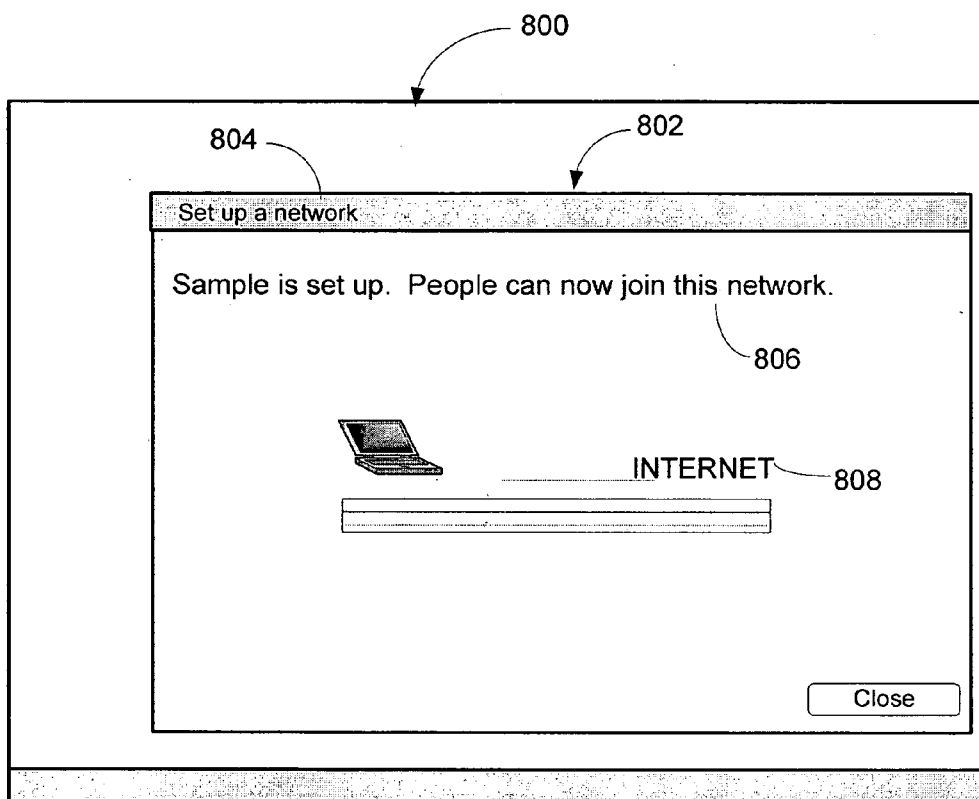 800
804
802
Set up a network
Sample is set up.  People can now join this network.
806
INTERNET
808
Close